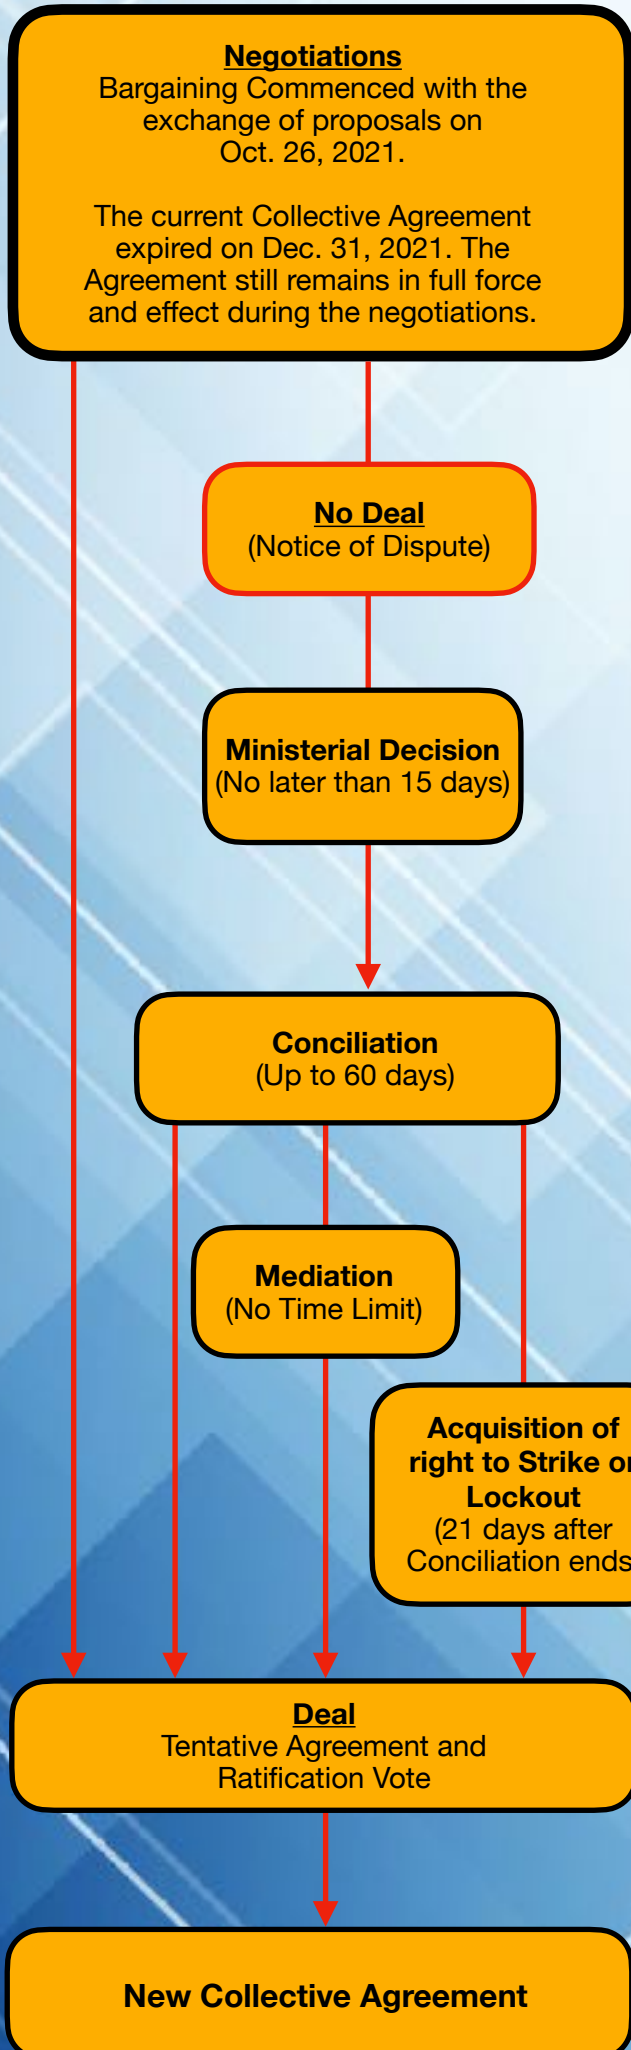 Negotiations
Bargaining Commenced with the
exchange of proposals on
Oct. 26, 2021.
The current Collective Agreement
expired on Dec. 31, 2021. The
Agreement still remains in full force
and effect during the negotiations.
No Deal
(Notice of Dispute)
Ministerial Decision
(No later than 15 days)
Conciliation
(Up to 60 days)
Mediation
(No Time Limit)
Acquisition of
right to Strike or
Lockout
(21 days after
Conciliation ends
Deal
Tentative Agreement and
Ratification Vote
New Collective Agreement